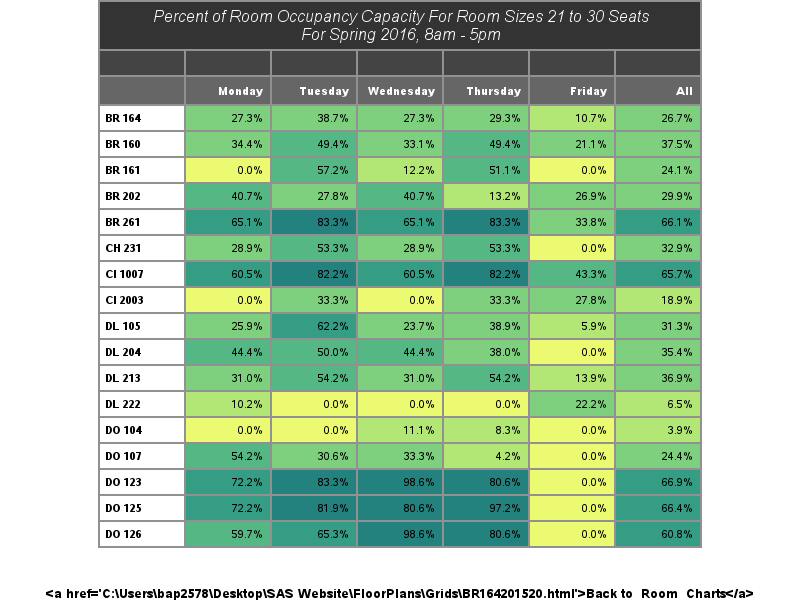 Percent of Room Occupancy Capacity For Room Sizes 21 to 30 Seats
For Spring 2016, 8am - 5pm
Monday Tuesday Wednesday Thursday Friday All
BR 164 27.3% 38.7% 27.3% 29.3% 10.7% 26.7%
BR 160 34.4% 49.4% 33.1% 49.4% 21.1% 37.5%
BR 161 0.0% 57.2% 12.2% 51.1% 0.0% 24.1%
BR 202 40.7% 27.8% 40.7% 13.2% 26.9% 29.9%
BR 261 65.1% 83.3% 65.1% 83.3% 33.8% 66.1%
CH 231 28.9% 53.3% 28.9% 53.3% 0.0% 32.9%
CI 1007 60.5% 82.2% 60.5% 82.2% 43.3% 65.7%
CI 2003 0.0% 33.3% 0.0% 33.3% 27.8% 18.9%
DL 105 25.9% 62.2% 23.7% 38.9% 5.9% 31.3%
DL 204 44.4% 50.0% 44.4% 38.0% 0.0% 35.4%
DL 213 31.0% 54.2% 31.0% 54.2% 13.9% 36.9%
DL 222 10.2% 0.0% 0.0% 0.0% 22.2% 6.5%
DO 104 0.0% 0.0% 11.1% 8.3% 0.0% 3.9%
DO 107 54.2% 30.6% 33.3% 4.2% 0.0% 24.4%
DO 123 72.2% 83.3% 98.6% 80.6% 0.0% 66.9%
DO 125 72.2% 81.9% 80.6% 97.2% 0.0% 66.4%
DO 126 59.7% 65.3% 98.6% 80.6% 0.0% 60.8%
<a href='C:\Users\bap2578\Desktop\SAS Website\FloorPlans\Grids\BR164201520.html'>Back to Room Charts</a>